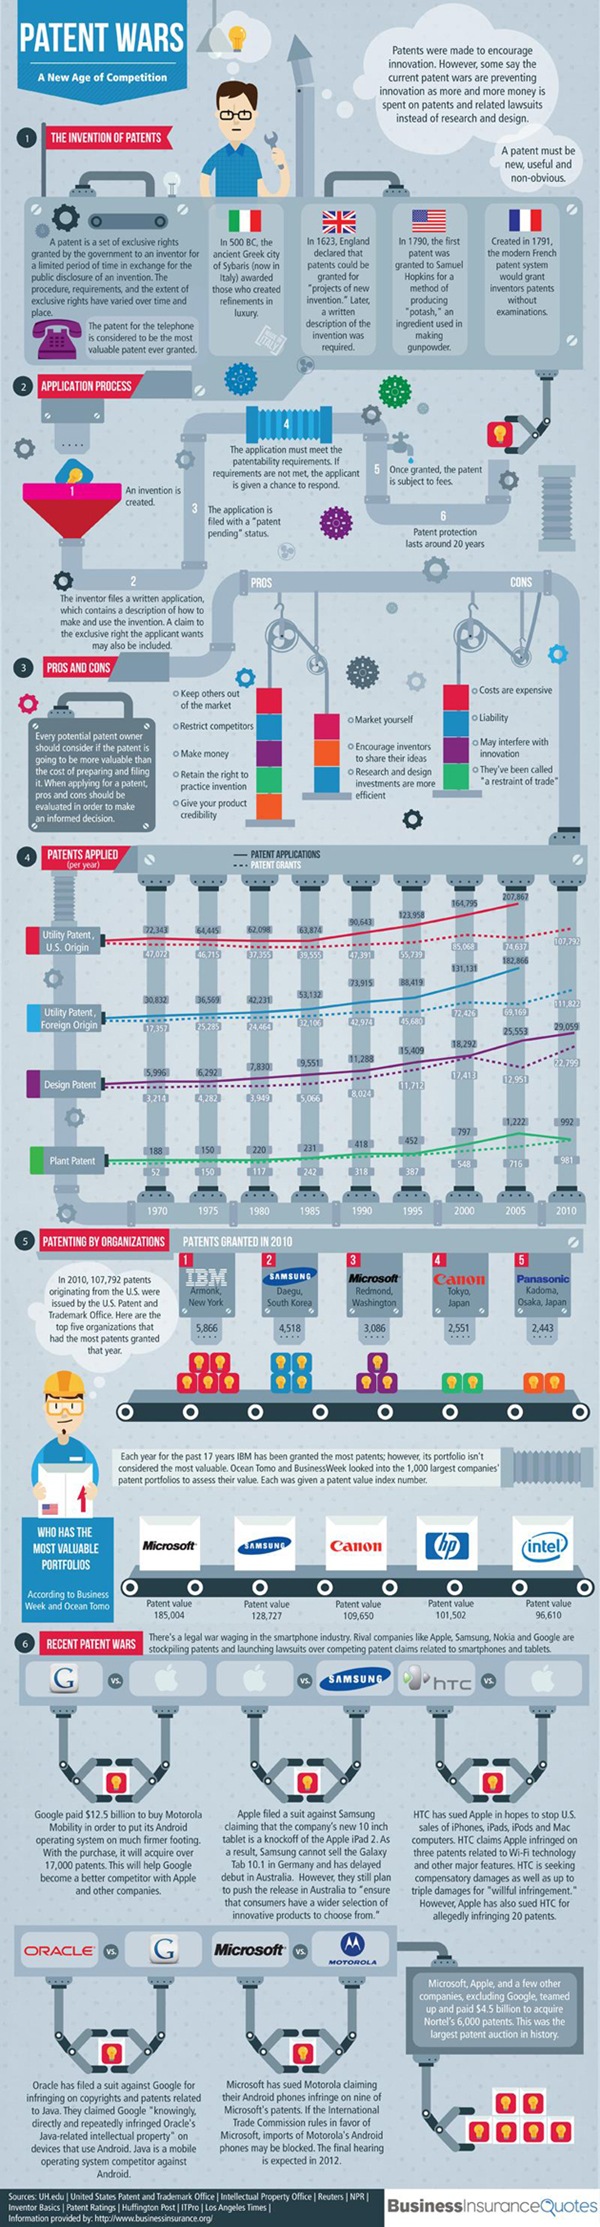 PATENT WARS
A New Age of Competition
Patents were made to encourage
innovation. However, some say the
current patent wars are preventing
innovation as more and more money is
spent on patents and related lawsuits
instead of research and design.
A patent must be
new, useful and
non-obvious.
1 THE INVENTION OF PATENTS
A patent is a set of exclusive rights
granted by the government to an inventor for
a limited period of time in exchange for the
public disclosure of an invention. The
procedure, requirements, and the extent of
exclusive rights have varied over time and
place.
The patent for the telephone
is considered to be the most
valuable patent ever granted.
In 500 BC, the
ancient Greek city
of Sybaris (now in
Italy) awarded
those who created
refinements in
luxury.
ITALY
In 1623, England
declared that
patents could be
granted for
"projects of new
invention." Later,
a written
description of the
invention was
required.
In 1790, the first
patent was
granted to Samuel
Hopkins for a
method of
producing
"potash," an
ingredient used in
making
gunpowder.
Created in 1791,
the modern French
patent system
would grant
inventors patents
without
examinations.
2 APPLICATION PROCESS
1
An invention is
created.
2
The inventor files a written application,
which contains a description of how to
make and use the invention. A claim to
the exclusive right the applicant wants
may also be included.
3
The application is
filed with a "patent
pending" status.
4
The application must meet the
patentability requirements. If
requirements are not met, the applicant
is given a chance to respond.
5
Once granted, the patent
is subject to fees.
6
Patent protection
lasts around 20 years
3 PROS AND CONS
Every potential patent owner
should consider if the patent is
going to be more valuable than
the cost of preparing and filing
it. When applying for a patent,
pros and cons should be
evaluated in order to make
an informed decision.
PROS
Keep others out
of the market
Restrict competitors
Make money
Retain the right to
practice invention
Give your product
credibility
Market yourself
Encourage inventors
to share their ideas
Research and design
investments are more
efficient
CONS
Costs are expensive
Liability
May interfere with
innovation
They've been called
"a restraint of trade"
4 PATENTS APPLIED
(per year)
PATENT APPLICATIONS
PATENT GRANTS
Utility Patent,
U.S. Origin
72,343 64,445 62,098 63,874 90,643 123,958 164,795 207,867
47,072 46,715 37,355 39,555 47,391 55,739 85,068 74,637 107,792
Utility Patent,
Foreign Origin
30,832 36,569 42,231 53,132 73,915 88,419 131,131 182,866
17,357 25,285 24,464 32,106 42,974 45,680 72,426 69,169 111,822
Design Patent
5,996 6,292 7,830 9,551 11,288 15,409 18,292 25,553 29,059
3,214 4,282 3,949 5,066 8,024 11,712 17,413 12,951 22,799
Plant Patent
188 150 220 231 418 452 797 1,222 992
52 150 117 242 318 387 548 716 981
1970 1975 1980 1985 1990 1995 2000 2005 2010
5 PATENTING BY ORGANIZATIONS
PATENTS GRANTED IN 2010
In 2010, 107,792 patents
originating from the U.S. were
issued by the U.S. Patent and
Trademark Office. Here are the
top five organizations that
had the most patents granted
that year.
1
IBM
Armonk,
New York
5,866
2
SAMSUNG
Daegu,
South Korea
4,518
3
Microsoft
Redmond,
Washington
3,086
4
Canon
Tokyo,
Japan
2,551
5
Panasonic
Kadoma,
Osaka, Japan
2,443
Each year for the past 17 years IBM has been granted the most patents; however, its portfolio isn't
considered the most valuable. Ocean Tomo and BusinessWeek looked into the 1,000 largest companies'
patent portfolios to assess their value. Each was given a patent value index number.
WHO HAS THE
MOST VALUABLE
PORTFOLIOS
According to Business
Week and Ocean Tomo
Microsoft
Patent value
185,004
SAMSUNG
Patent value
128,727
Canon
Patent value
109,650
hp
Patent value
101,502
intel
Patent value
96,610
6 RECENT PATENT WARS
There's a legal war waging in the smartphone industry. Rival companies like Apple, Samsung, Nokia and Google are
stockpiling patents and launching lawsuits over competing patent claims related to smartphones and tablets.
G vs.
Google paid $12.5 billion to buy Motorola
Mobility in order to put its Android
operating system on much firmer footing.
With the purchase, it will acquire over
17,000 patents. This will help Google
become a better competitor with Apple
and other companies.
vs. SAMSUNG
Apple filed a suit against Samsung
claiming that the company's new 10 inch
tablet is a knockoff of the Apple iPad 2. As
a result, Samsung cannot sell the Galaxy
Tab 10.1 in Germany and has delayed
debut in Australia. However, they still plan
to push the release in Australia to "ensure
that consumers have a wider selection of
innovative products to choose from."
hTC vs.
HTC has sued Apple in hopes to stop U.S.
sales of iPhones, iPads, iPods and Mac
computers. HTC claims Apple infringed on
three patents related to Wi-Fi technology
and other major features. HTC is seeking
compensatory damages as well as up to
triple damages for "willful infringement."
However, Apple has also sued HTC for
allegedly infringing 20 patents.
ORACLE vs. G
Oracle has filed a suit against Google for
infringing on copyrights and patents related
to Java. They claimed Google "knowingly,
directly and repeatedly infringed Oracle's
Java-related intellectual property" on
devices that use Android. Java is a mobile
operating system competitor against
Android.
Microsoft vs. MOTOROLA
Microsoft has sued Motorola claiming
their Android phones infringe on nine of
Microsoft's patents. If the International
Trade Commission rules in favor of
Microsoft, imports of Motorola's Android
phones may be blocked. The final hearing
is expected in 2012.
Microsoft, Apple, and a few other
companies, excluding Google, teamed
up and paid $4.5 billion to acquire
Nortel's 6,000 patents. This was the
largest patent auction in history.
Sources: UH.edu | United States Patent and Trademark Office | Intellectual Property Office | Reuters | NPR |
Inventor Basics | Patent Ratings | Huffington Post | ITPro | Los Angeles Times |
Information provided by: http://www.businessinsurance.org/
BusinessInsuranceQuotes